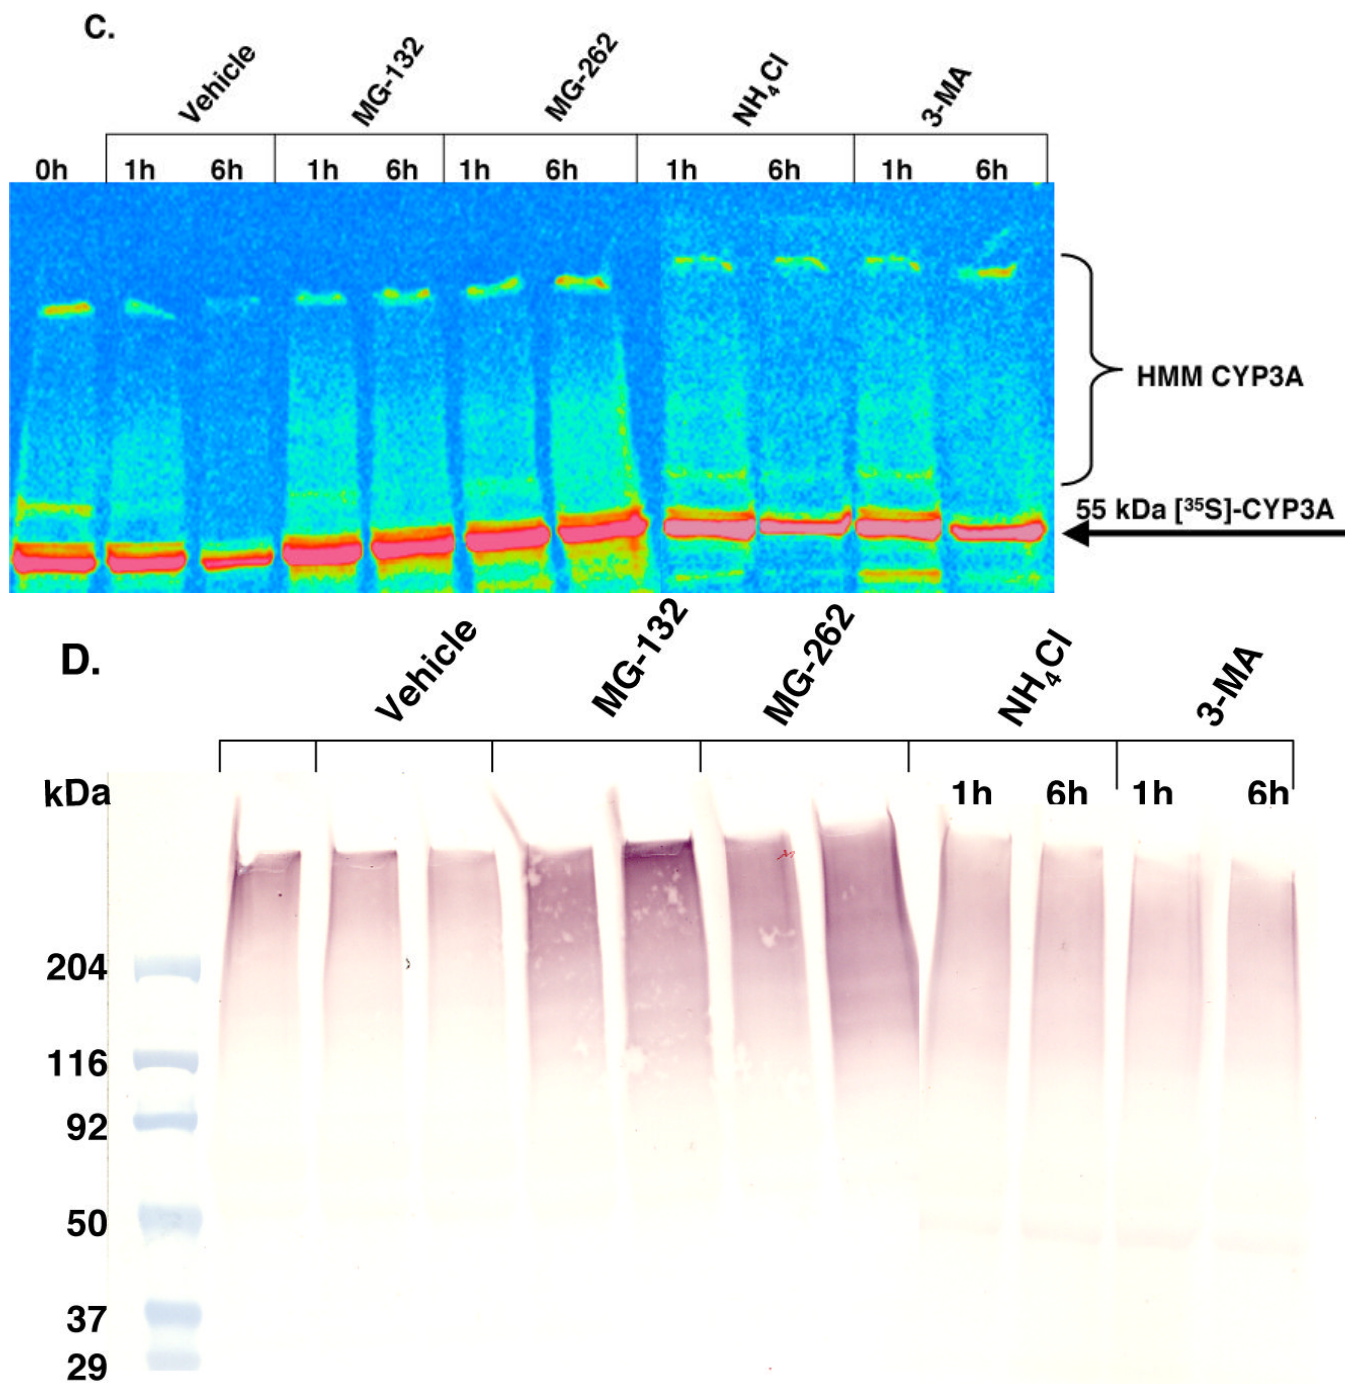 C.
Vehicle MG-132 MG-262 NH₄Cl 3-MA
0h 1h 6h 1h 6h 1h 6h 1h 6h 1h 6h
HMM CYP3A
55 kDa [³⁵S]-CYP3A
D.
Vehicle MG-132 MG-262 NH₄Cl 3-MA
kDa 1h 6h 1h 6h
204
116
92
50
37
29